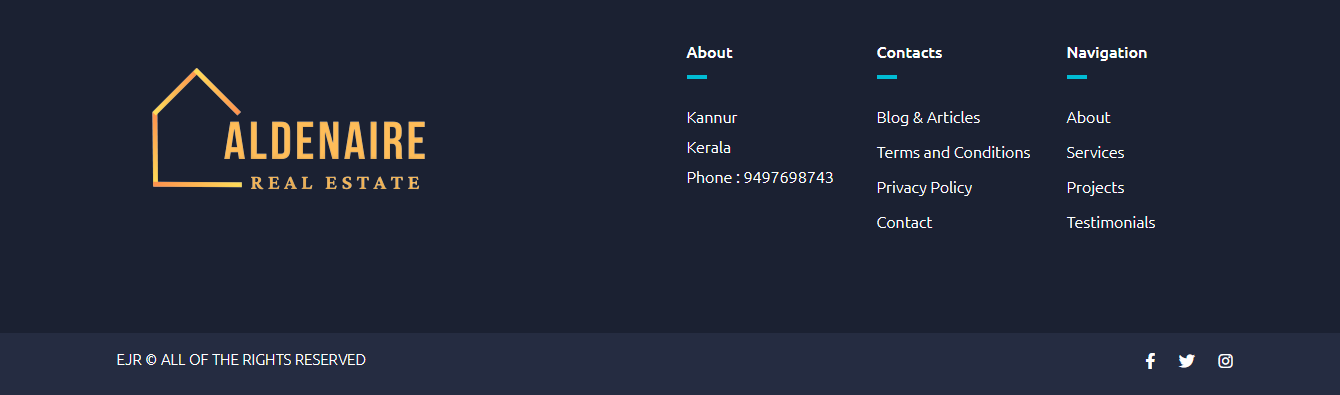 ALDENAIRE
REAL ESTATE
About
Kannur
Kerala
Phone : 9497698743
Contacts
Blog & Articles
Terms and Conditions
Privacy Policy
Contact
Navigation
About
Services
Projects
Testimonials
EJR © ALL OF THE RIGHTS RESERVED